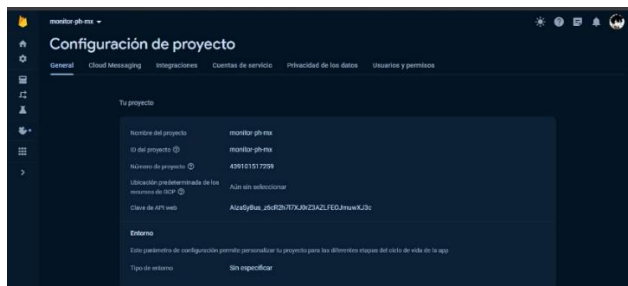 monitor-ph-mx
Configuración de proyecto
General Cloud Messaging Integraciones Cuentas de servicio Privacidad de los datos Usuarios y permisos
Tu proyecto
Nombre del proyecto monitor-ph-mx
ID del proyecto monitor-ph-mx
Número de proyecto 439101517259
Ubicación predeterminada de los
recursos de GCP Aún sin seleccionar
Clave de API web
Entorno
Este parámetro de configuración permite personalizar tu proyecto para las diferentes etapas del ciclo de vida de la app
Tipo de entorno Sin especificar